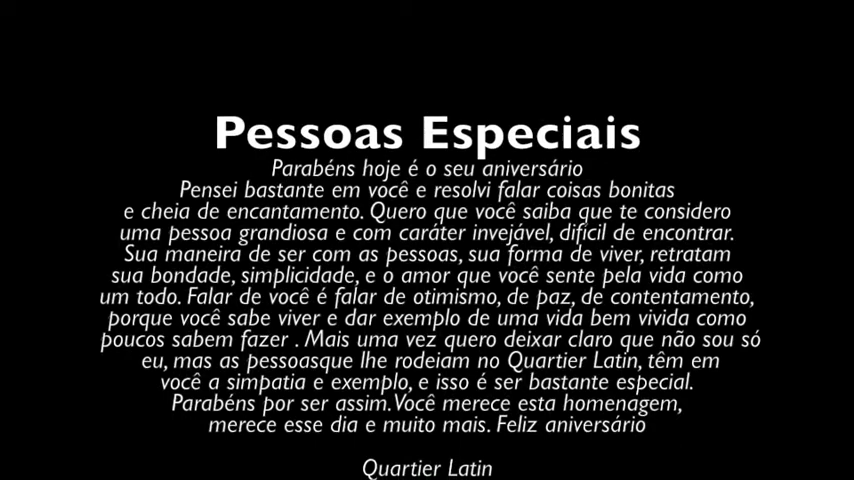 Pessoas Especiais
Parabéns hoje é o seu aniversário
Pensei bastante em você e resolvi falar coisas bonitas
e cheia de encantamento. Quero que você saiba que te considero
uma pessoa grandiosa e com caráter invejável, difícil de encontrar.
Sua maneira de ser com as pessoas, sua forma de viver, retratam
sua bondade, simplicidade, e o amor que você sente pela vida como
um todo. Falar de você é falar de otimismo, de paz, de contentamento,
porque você sabe viver e dar exemplo de uma vida bem vivida como
poucos sabem fazer . Mais uma vez quero deixar claro que não sou só
eu, mas as pessoasque lhe rodeiam no Quartier Latin, têm em
você a simpatia e exemplo, e isso é ser bastante especial.
Parabéns por ser assim. Você merece esta homenagem,
merece esse dia e muito mais. Feliz aniversário
Quartier Latin